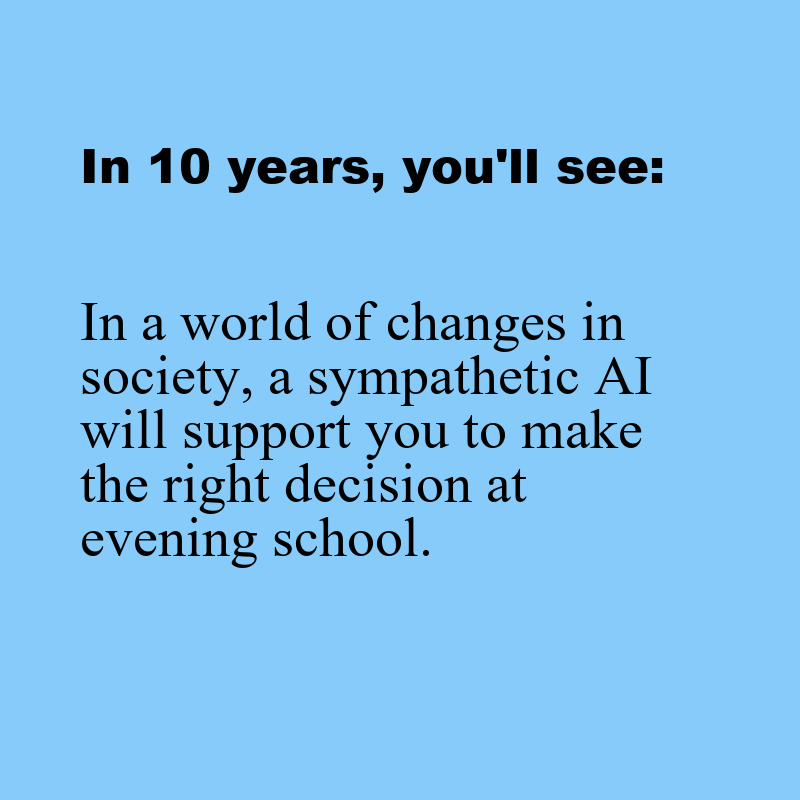 In 10 years, you'll see:
In a world of changes in
society, a sympathetic AI
will support you to make
the right decision at
evening school.